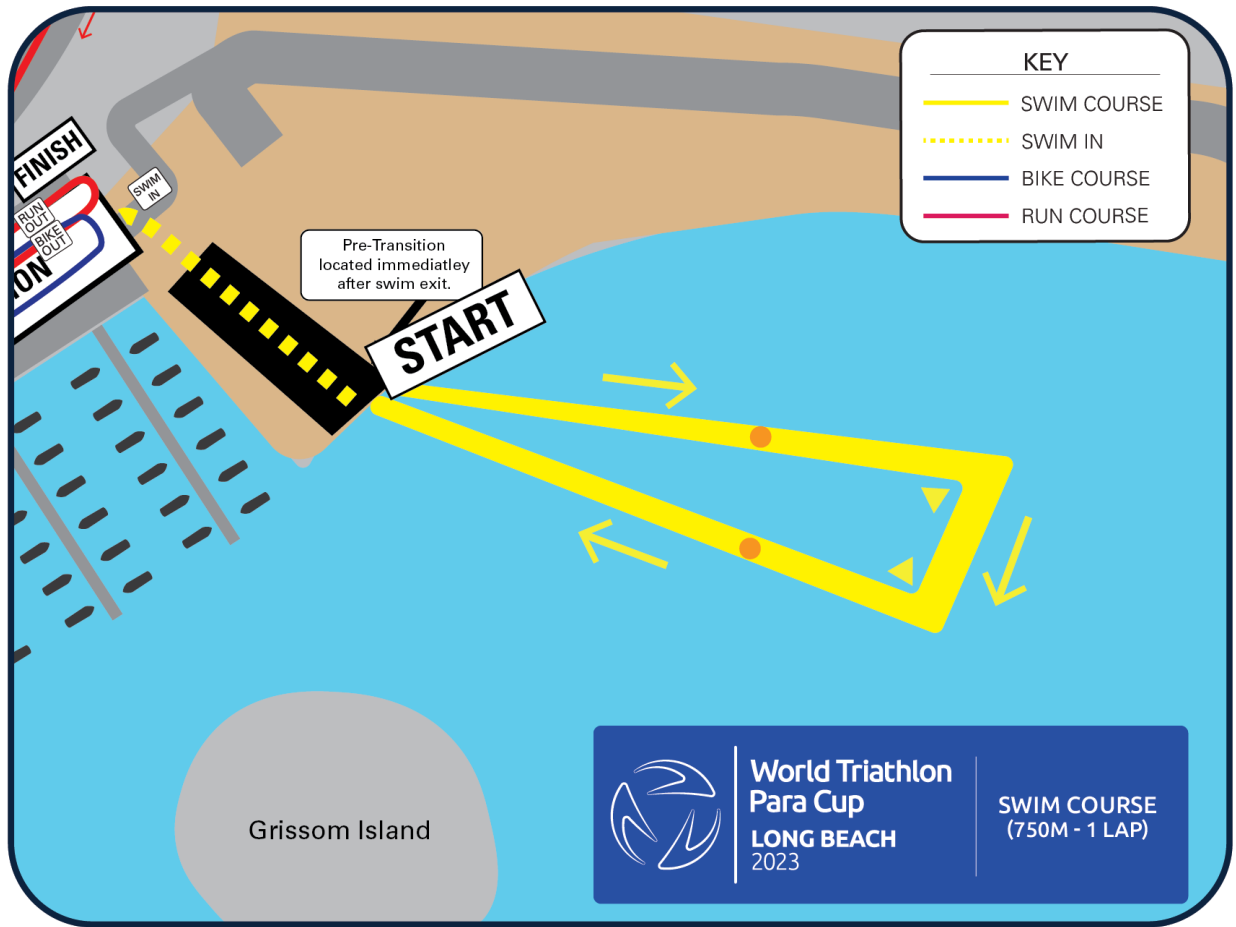 KEY
SWIM COURSE
SWIM IN
BIKE COURSE
RUN COURSE
FINISH
SWIM
IN
RUN
OUT
BIKE
OUT
ION
Pre-Transition
located immediatley
after swim exit.
START
Grissom Island
World Triathlon
Para Cup
LONG BEACH
2023
SWIM COURSE
(750M - 1 LAP)